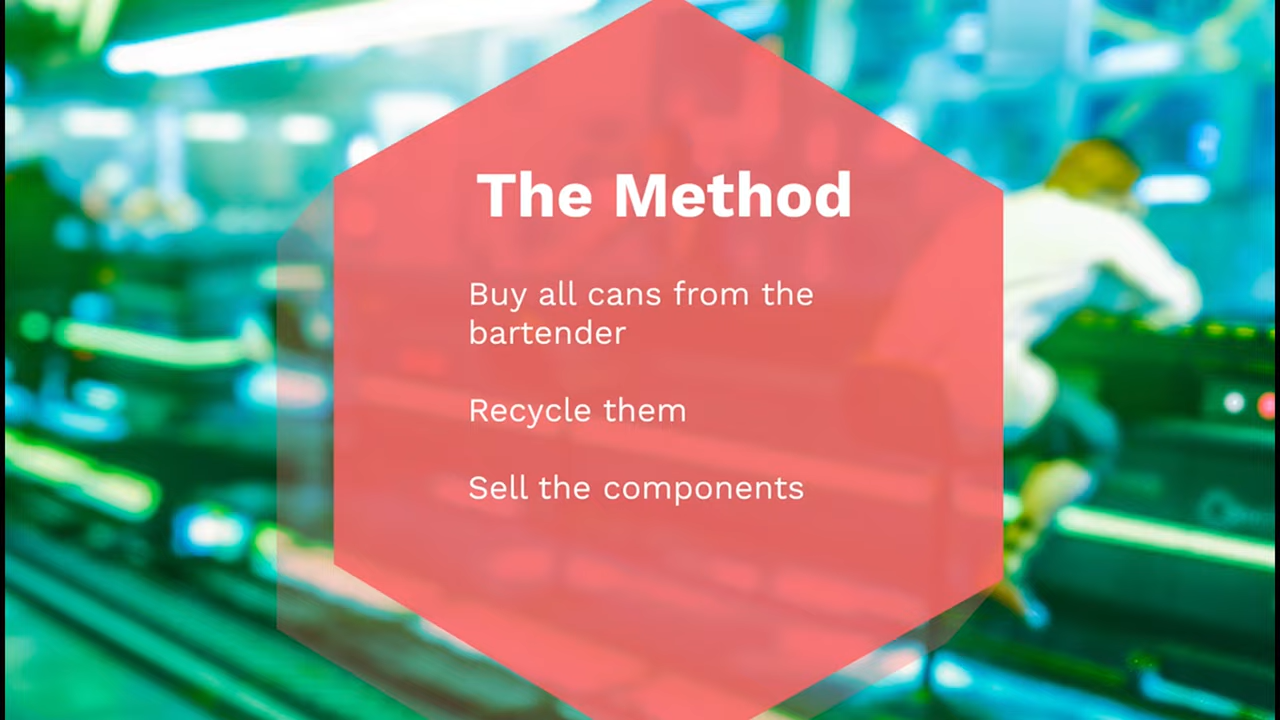 The Method
Buy all cans from the
bartender
Recycle them
Sell the components